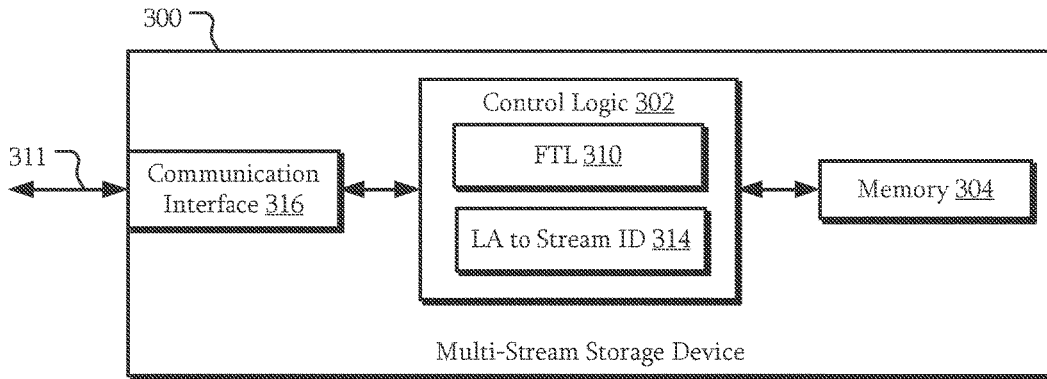 300
Control Logic 302
311
FTL 310
Communication
Interface 316
Memory 304
LA to Stream ID 314
Multi-Stream Storage Device